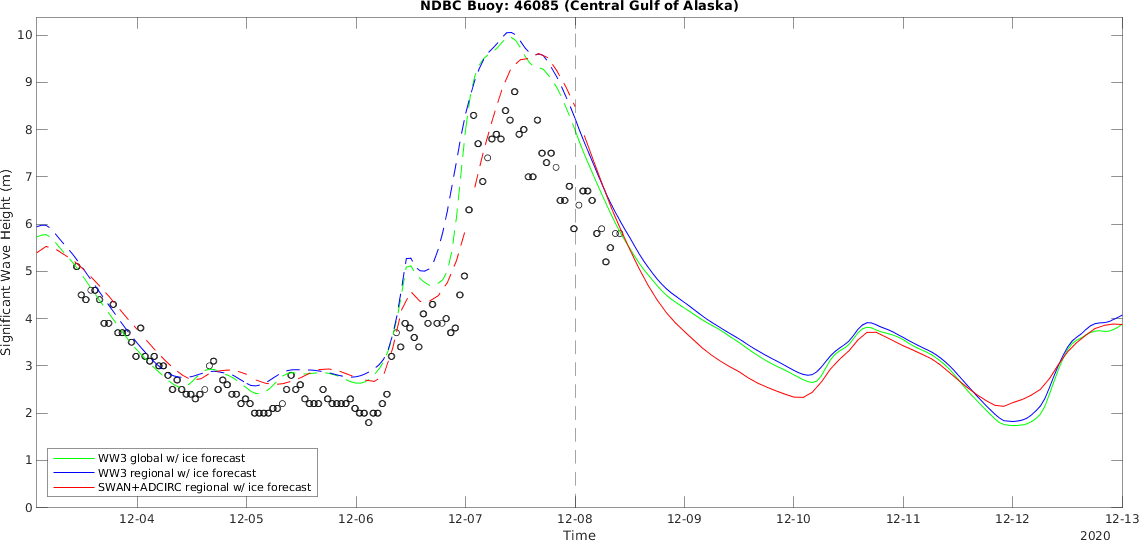 NDBC Buoy: 46085 (Central Gulf of Alaska)
Significant Wave Height (m)
10
9
8
7
6
5
4
3
2
1
0
WW3 global w/ ice forecast
WW3 regional w/ ice forecast
SWAN+ADCIRC regional w/ ice forecast
12-04 12-05 12-06 12-07 12-08 12-09 12-10 12-11 12-12 12-13
Time 2020